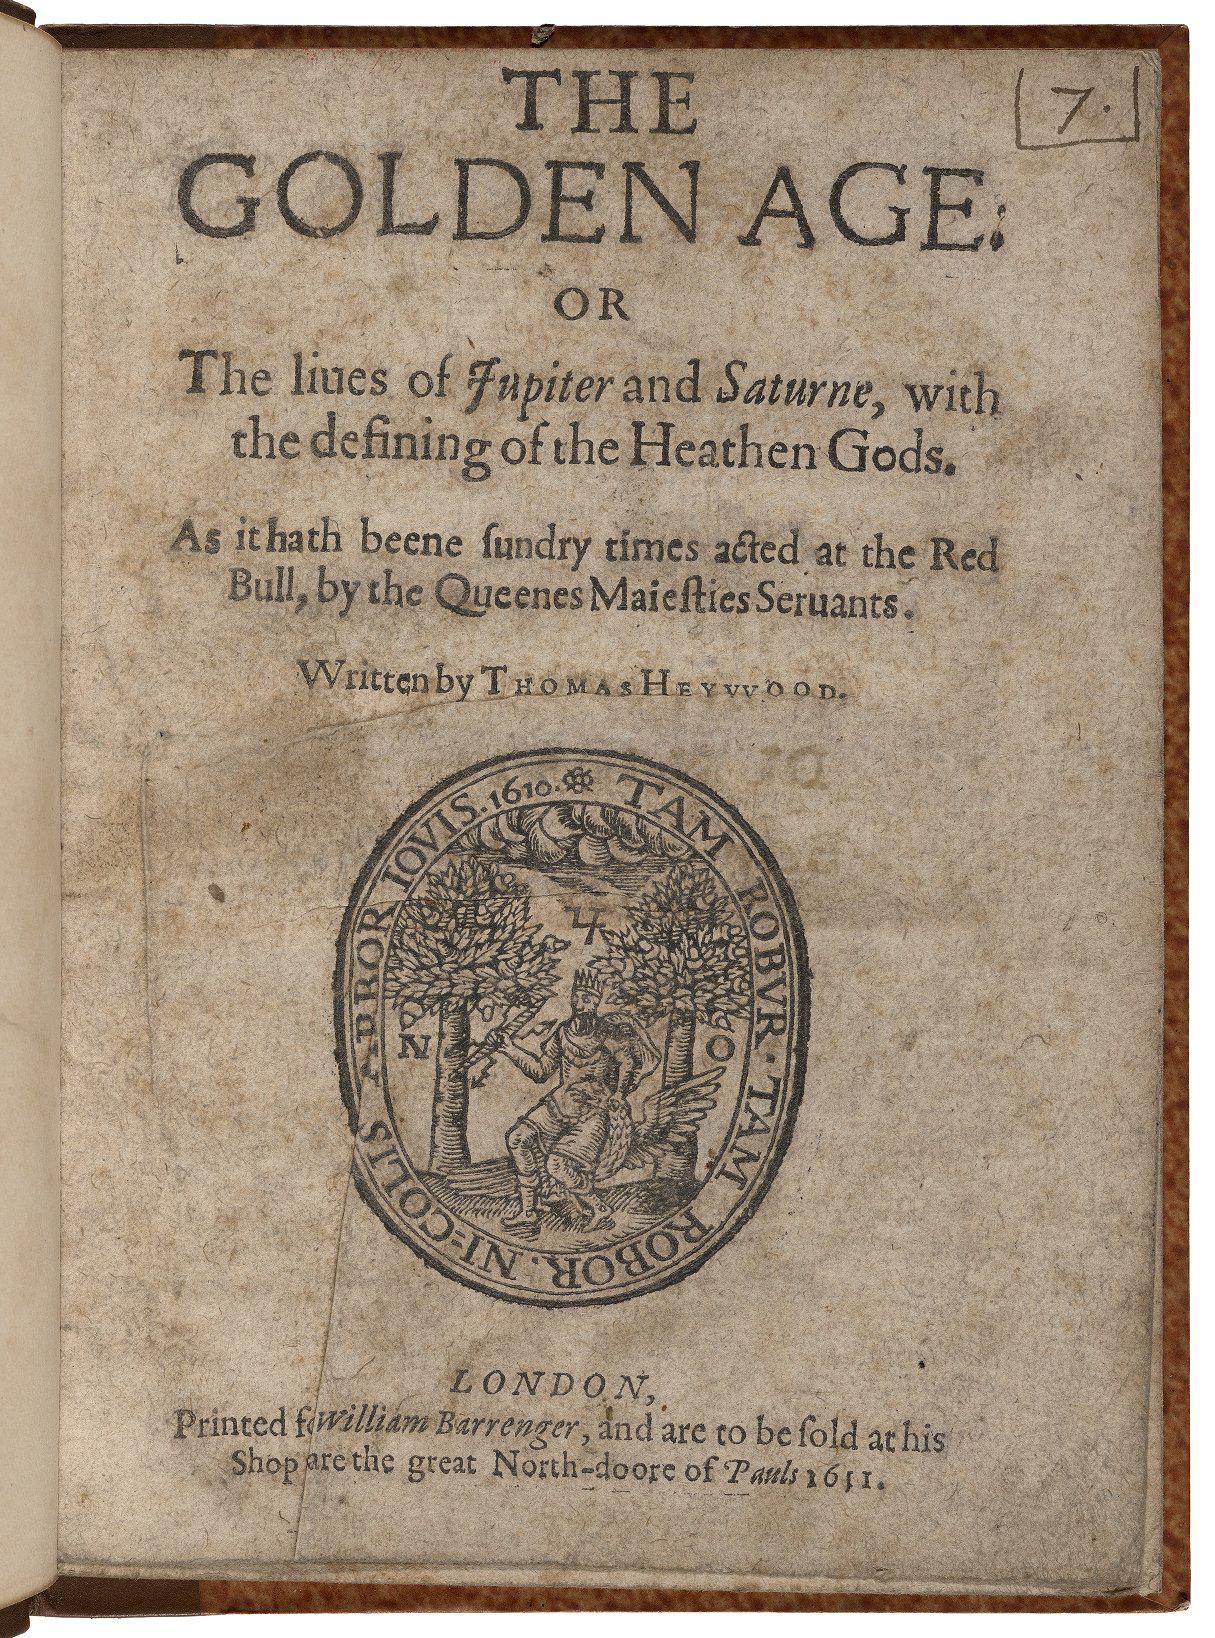 THE
7.
GOLDEN AGE:
OR
The liues of Jupiter and Saturne, with
the defining of the Heathen Gods.
As it hath beene ſundry times acted at the Red
Bull, by the Queenes Maieſties Seruants.
Written by THOMAS HEYVVOOD.
TAM ROBVR. TAM ROBOR. NI-COLIS ARBOR IOVIS. 1610.
♃
N O
LONDON,
Printed for William Barrenger, and are to be ſold at his
Shop are the great North-doore of Pauls 1611.